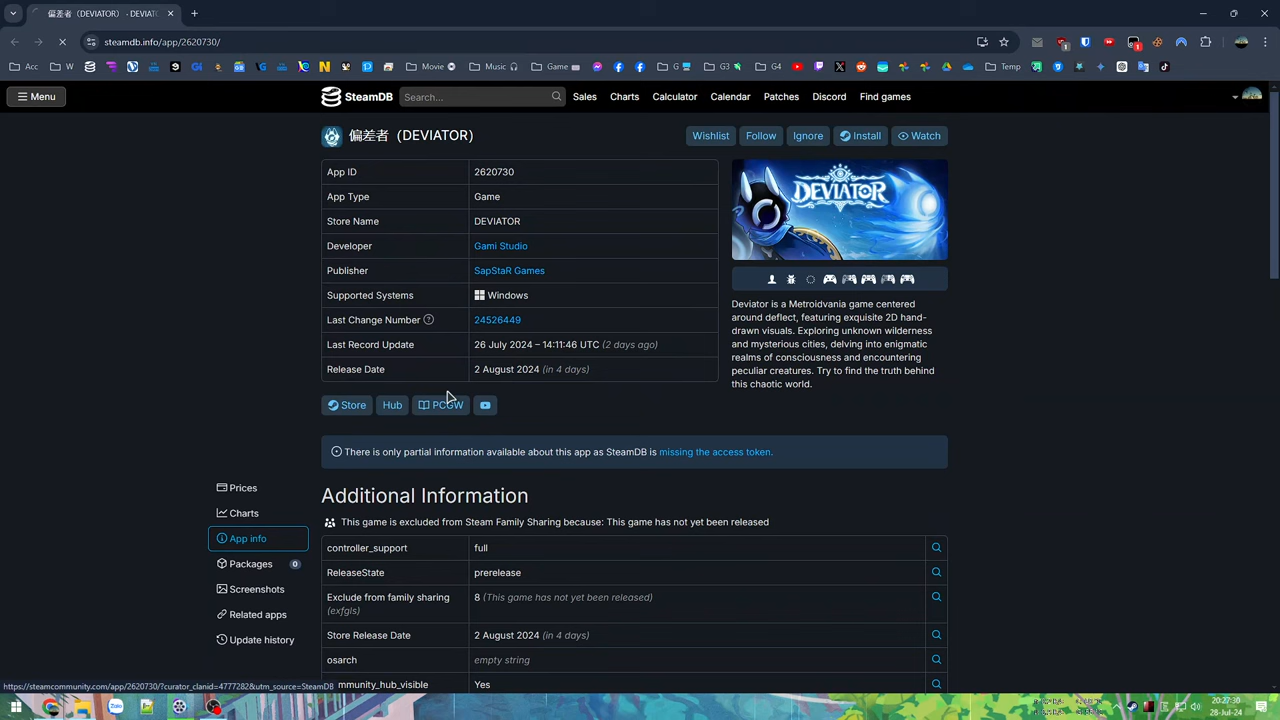 偏差者（DEVIATOR） · DEVIAT
steamdb.info/app/2620730/
Acc
W
Movie
Music
Game
G
G3
G4
Temp
Menu
SteamDB
Search...
Sales
Charts
Calculator
Calendar
Patches
Discord
Find games
偏差者（DEVIATOR）
Wishlist
Follow
Ignore
Install
Watch
App ID 2620730
App Type Game
Store Name DEVIATOR
Developer Gami Studio
Publisher SapStaR Games
Supported Systems Windows
Last Change Number 24526449
Last Record Update 26 July 2024 – 14:11:46 UTC (2 days ago)
Release Date 2 August 2024 (in 4 days)
DEVIATOR
Deviator is a Metroidvania game centered
around deflect, featuring exquisite 2D hand-
drawn visuals. Exploring unknown wilderness
and mysterious cities, delving into enigmatic
realms of consciousness and encountering
peculiar creatures. Try to find the truth behind
this chaotic world.
Store
Hub
PCGW
There is only partial information available about this app as SteamDB is missing the access token.
Prices
Charts
App info
Packages 0
Screenshots
Related apps
Update history
Additional Information
This game is excluded from Steam Family Sharing because: This game has not yet been released
controller_support full
ReleaseState prerelease
Exclude from family sharing 8 (This game has not yet been released)
(exfgls)
Store Release Date 2 August 2024 (in 4 days)
osarch empty string
mmunity_hub_visible Yes
https://steamcommunity.com/app/2620730/?curator_clanid=4777282&utm_source=SteamDB
Zalo
20:27:30
28-Jul-24